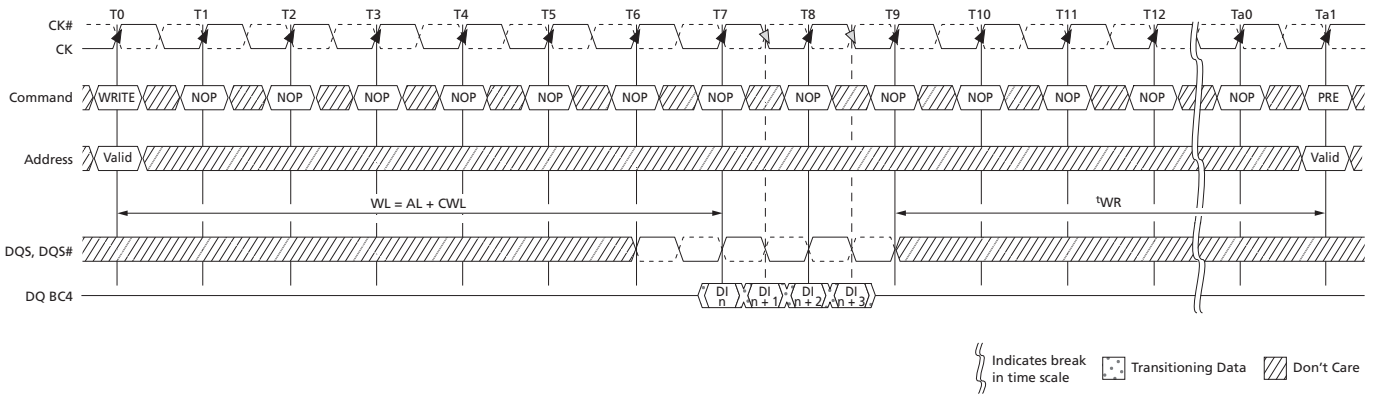 T0 T1 T2 T3 T4 T5 T6 T7 T8 T9 T10 T11 T12 Ta0 Ta1
CK#
CK
Command WRITE NOP NOP NOP NOP NOP NOP NOP NOP NOP NOP NOP NOP NOP PRE
Address Valid Valid
WL = AL + CWL tWR
DQS, DQS#
DQ BC4 DI n DI n + 1 DI n + 2 DI n + 3
Indicates break
in time scale
Transitioning Data
Don't Care